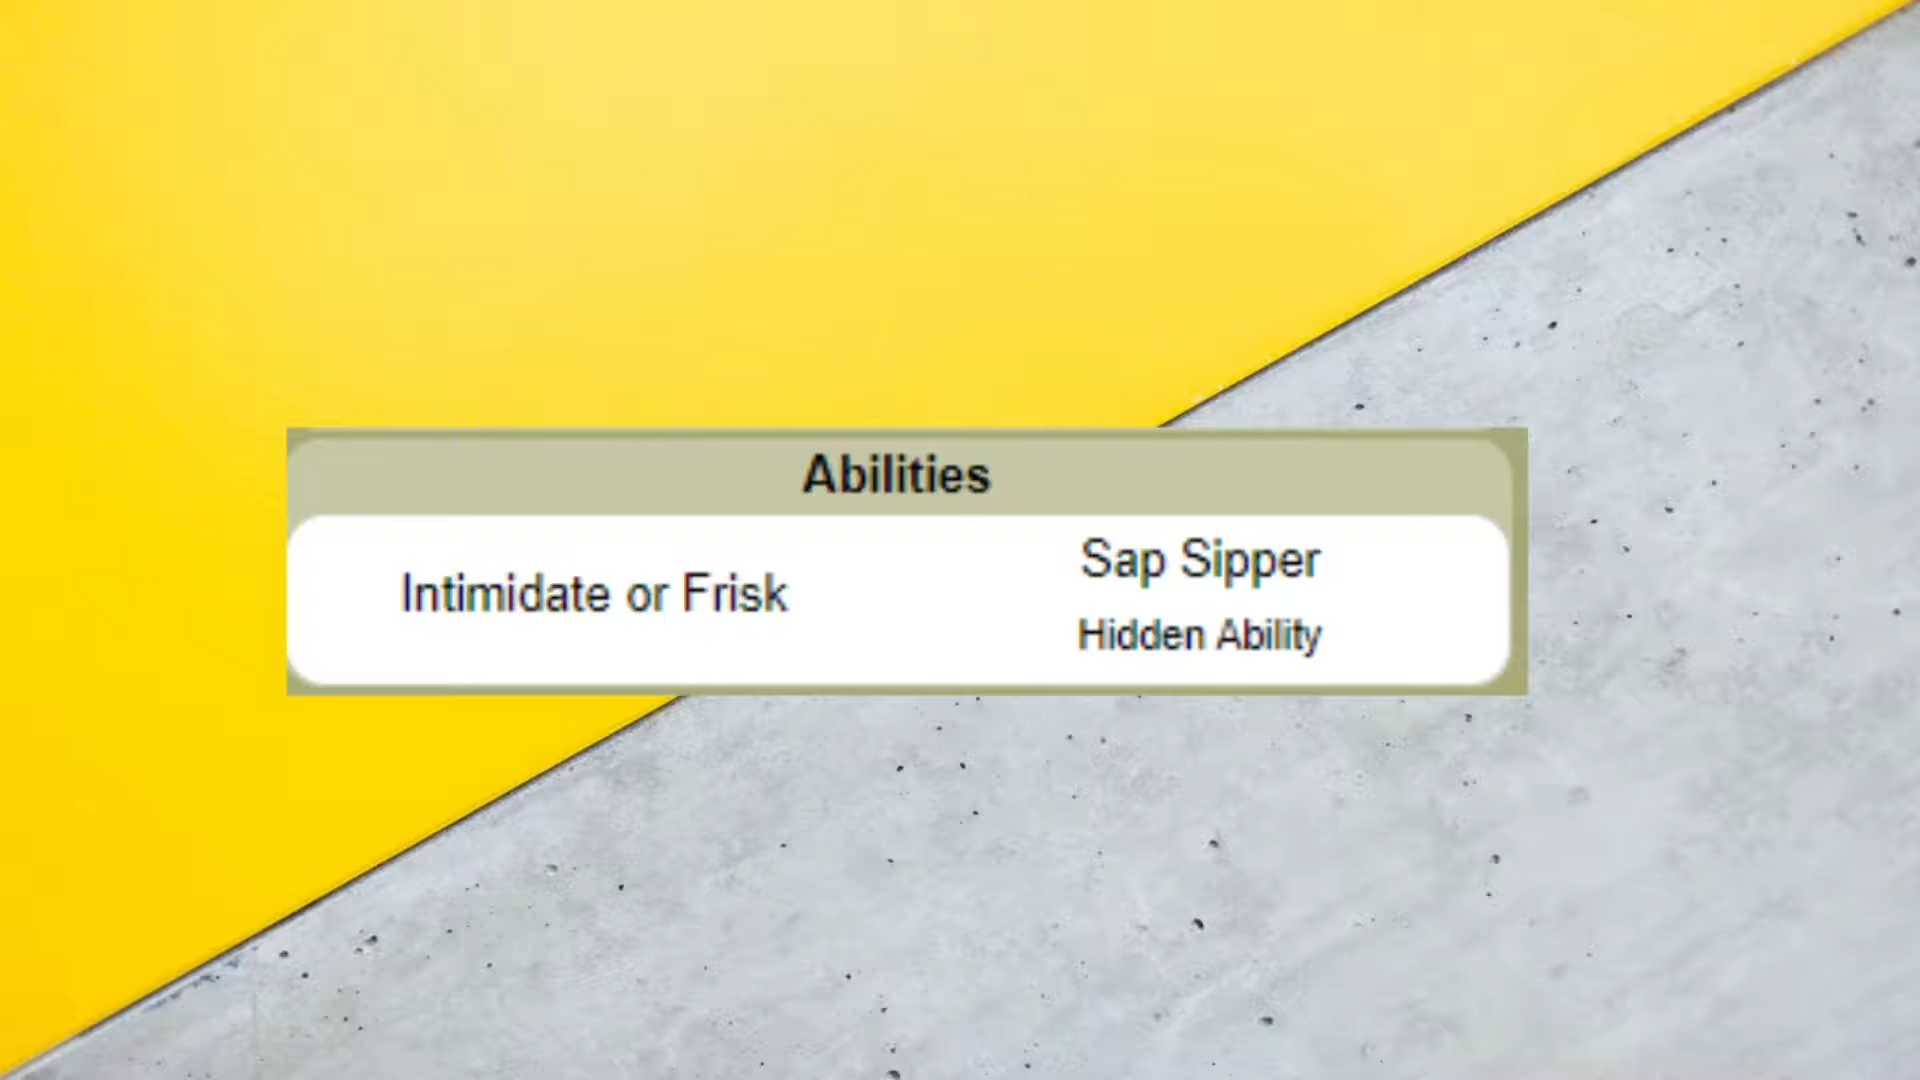 Abilities
Intimidate or Frisk
Sap Sipper
Hidden Ability